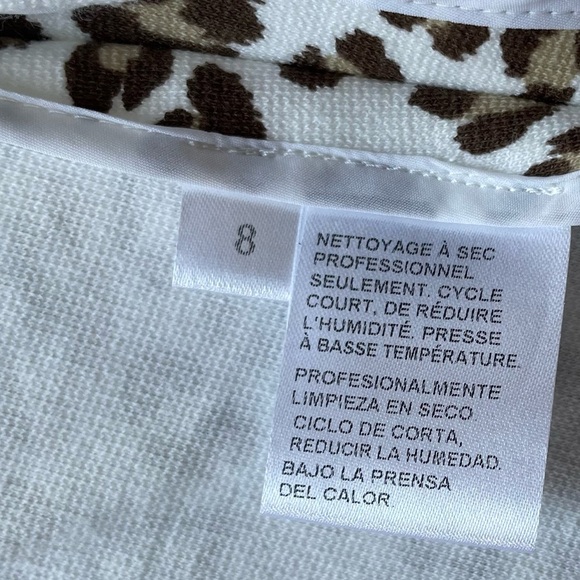 8
NETTOYAGE À SEC
PROFESSIONNEL
SEULEMENT. CYCLE
COURT, DE RÉDUIRE
L'HUMIDITÉ. PRESSE
À BASSE TEMPÉRATURE.
PROFESIONALMENTE
LIMPIEZA EN SECO
CICLO DE CORTA,
REDUCIR LA HUMEDAD.
BAJO LA PRENSA
DEL CALOR.